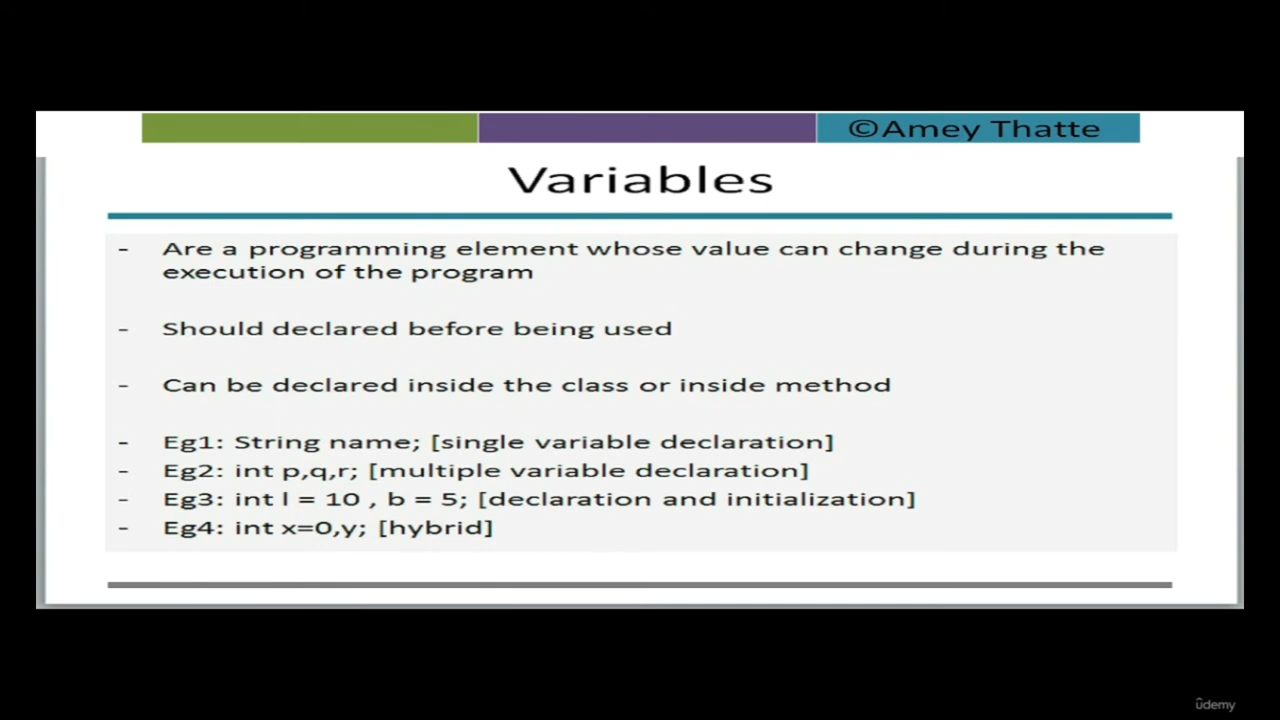 ©Amey Thatte
Variables
- Are a programming element whose value can change during the
execution of the program
- Should declared before being used
- Can be declared inside the class or inside method
- Eg1: String name; [single variable declaration]
- Eg2: int p,q,r; [multiple variable declaration]
- Eg3: int l = 10 , b = 5; [declaration and initialization]
- Eg4: int x=0,y; [hybrid]
ûdemy